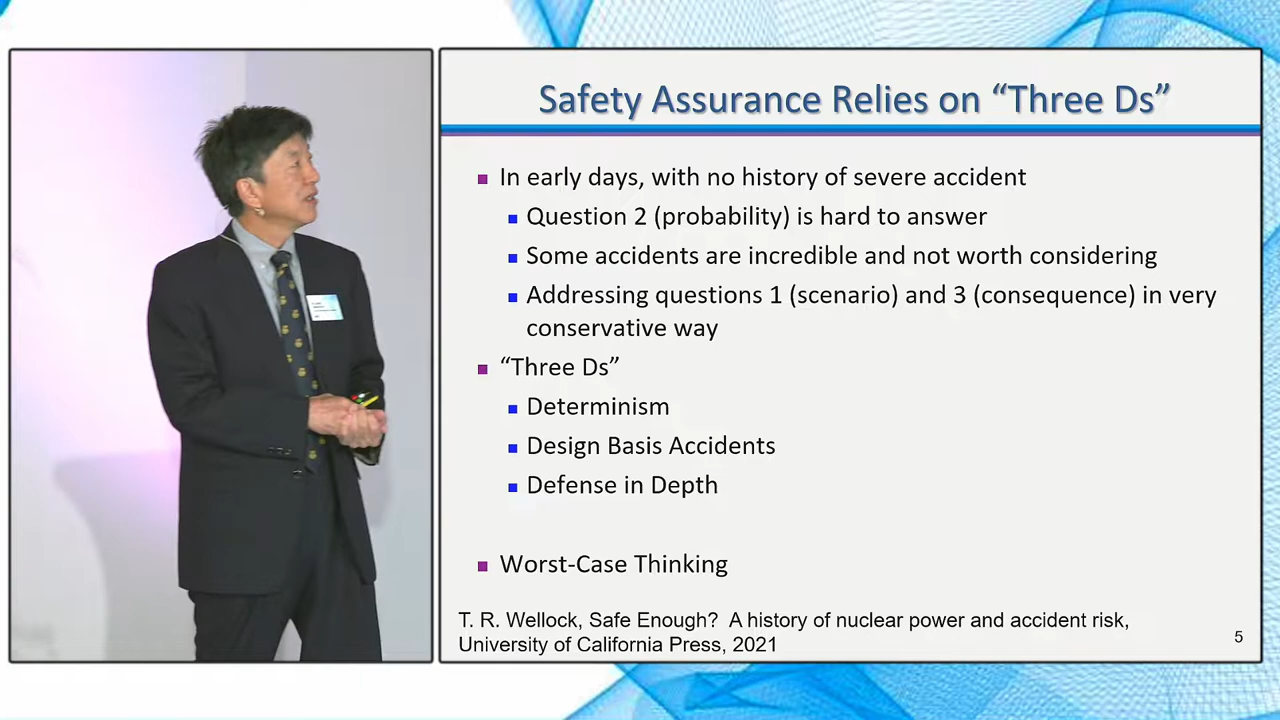 Safety Assurance Relies on “Three Ds”
In early days, with no history of severe accident
Question 2 (probability) is hard to answer
Some accidents are incredible and not worth considering
Addressing questions 1 (scenario) and 3 (consequence) in very
conservative way
“Three Ds”
Determinism
Design Basis Accidents
Defense in Depth
Worst-Case Thinking
T. R. Wellock, Safe Enough?  A history of nuclear power and accident risk,
University of California Press, 2021
5